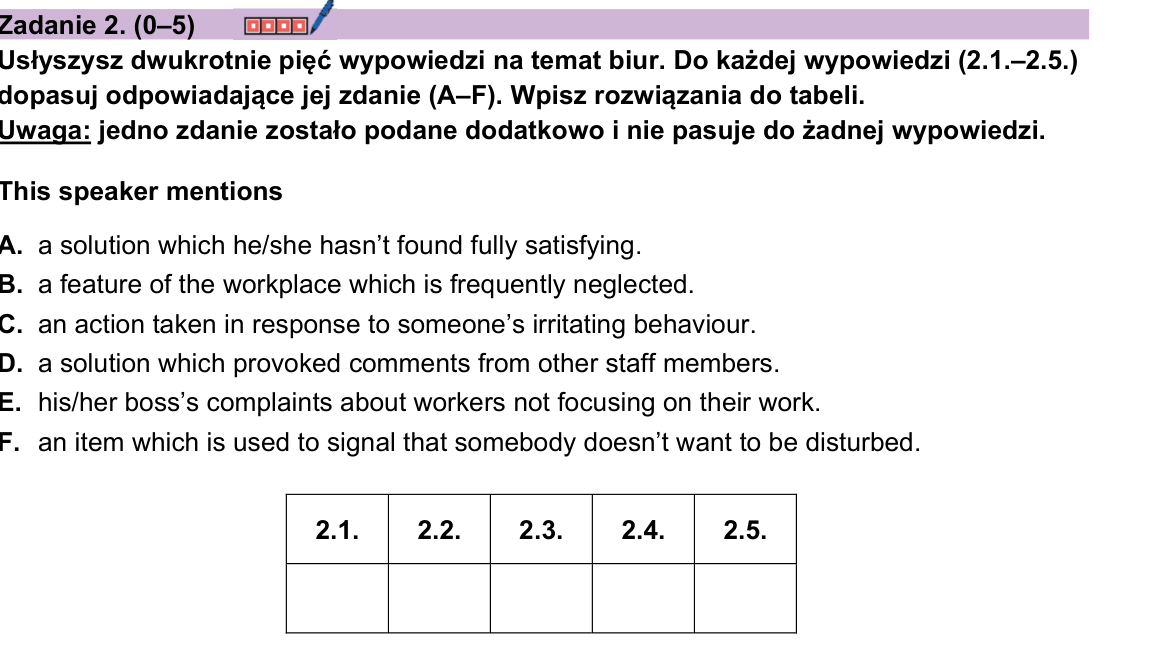 Zadanie 2. (0–5)
Usłyszysz dwukrotnie pięć wypowiedzi na temat biur. Do każdej wypowiedzi (2.1.–2.5.)
dopasuj odpowiadające jej zdanie (A–F). Wpisz rozwiązania do tabeli.
Uwaga: jedno zdanie zostało podane dodatkowo i nie pasuje do żadnej wypowiedzi.
This speaker mentions
A. a solution which he/she hasn’t found fully satisfying.
B. a feature of the workplace which is frequently neglected.
C. an action taken in response to someone’s irritating behaviour.
D. a solution which provoked comments from other staff members.
E. his/her boss’s complaints about workers not focusing on their work.
F. an item which is used to signal that somebody doesn’t want to be disturbed.
2.1. 2.2. 2.3. 2.4. 2.5.